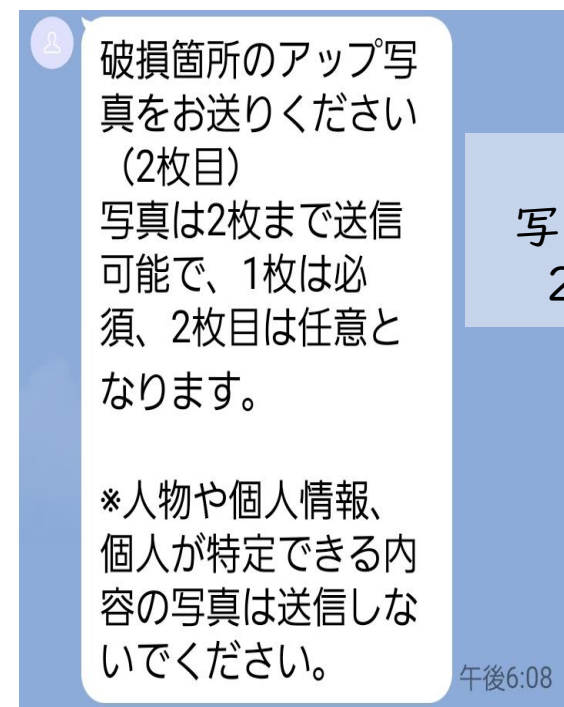 破損箇所のアップ写
真をお送りください
（2枚目）
写真は2枚まで送信
可能で、1枚は必
須、2枚目は任意と
なります。
※人物や個人情報、
個人が特定できる内
容の写真は送信しな
いでください。
午後6:08
写
2